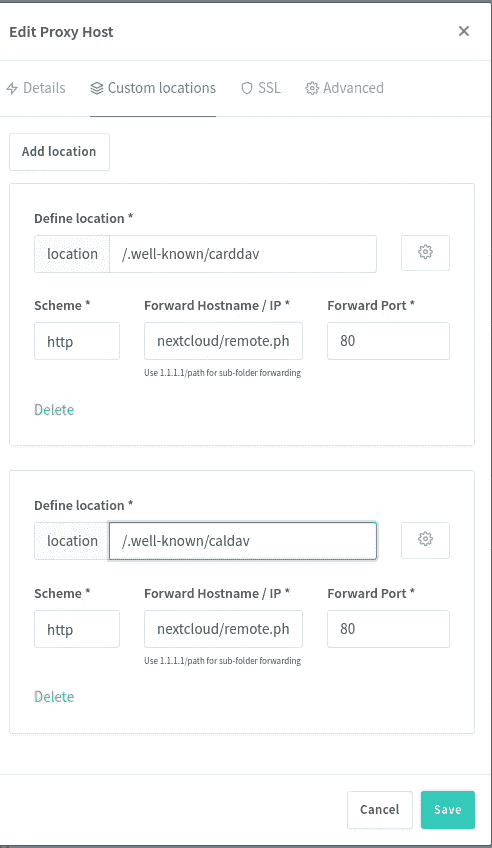 Edit Proxy Host
Details Custom locations SSL Advanced
Add location
Define location *
location /.well-known/carddav
Scheme * Forward Hostname / IP * Forward Port *
http nextcloud/remote.ph 80
Use 1.1.1.1/path for sub-folder forwarding
Delete
Define location *
location /.well-known/caldav
Scheme * Forward Hostname / IP * Forward Port *
http nextcloud/remote.ph 80
Use 1.1.1.1/path for sub-folder forwarding
Delete
Cancel Save